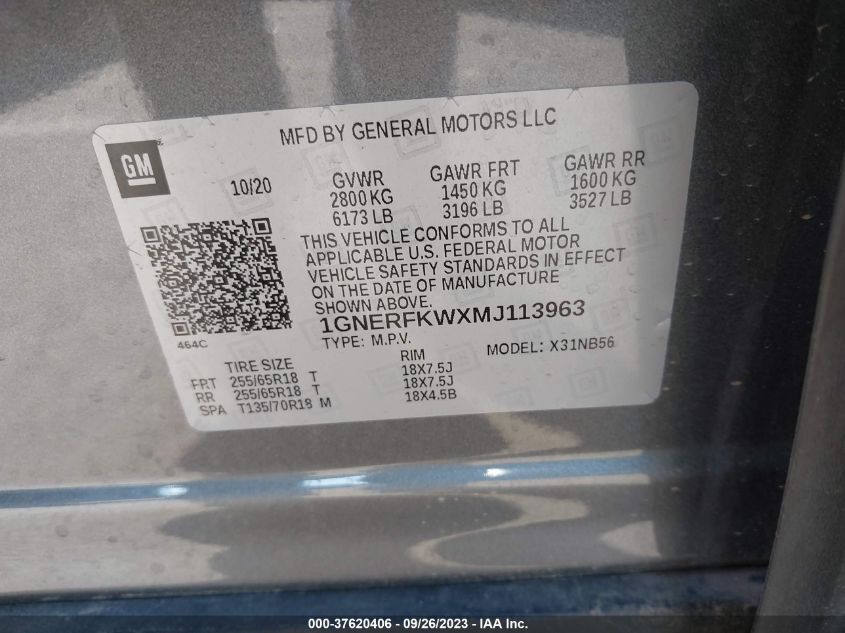 MFD BY GENERAL MOTORS LLC
GM
10/20
GVWR
2800 KG
6173 LB
GAWR FRT
1450 KG
3196 LB
GAWR RR
1600 KG
3527 LB
THIS VEHICLE CONFORMS TO ALL
APPLICABLE U.S. FEDERAL MOTOR
VEHICLE SAFETY STANDARDS IN EFFECT
ON THE DATE OF MANUFACTURE
SHOWN ABOVE.
1GNERFKWXMJ113963
464C
TYPE: M.P.V.
MODEL: X31NB56
TIRE SIZE
RIM
FRT 255/65R18 T 18X7.5J
RR 255/65R18 T 18X7.5J
SPA T135/70R18 M 18X4.5B
000-37620406 - 09/26/2023 - IAA Inc.